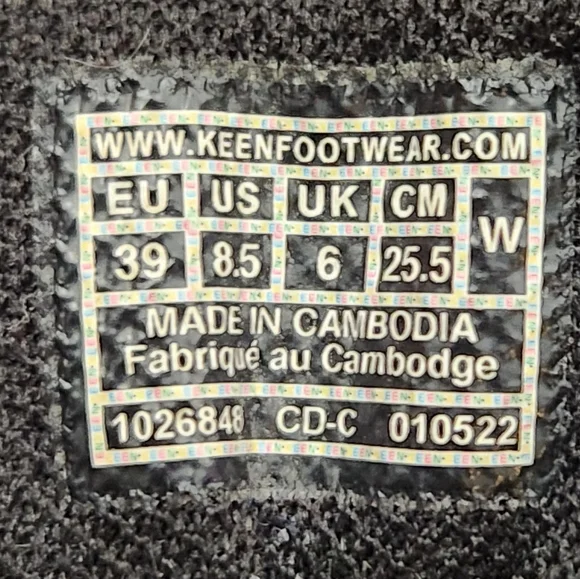 WWW.KEENFOOTWEAR.COM
EU US UK CM W
39 8.5 6 25.5
MADE IN CAMBODIA
Fabriqué au Cambodge
1026848 CD-C 010522